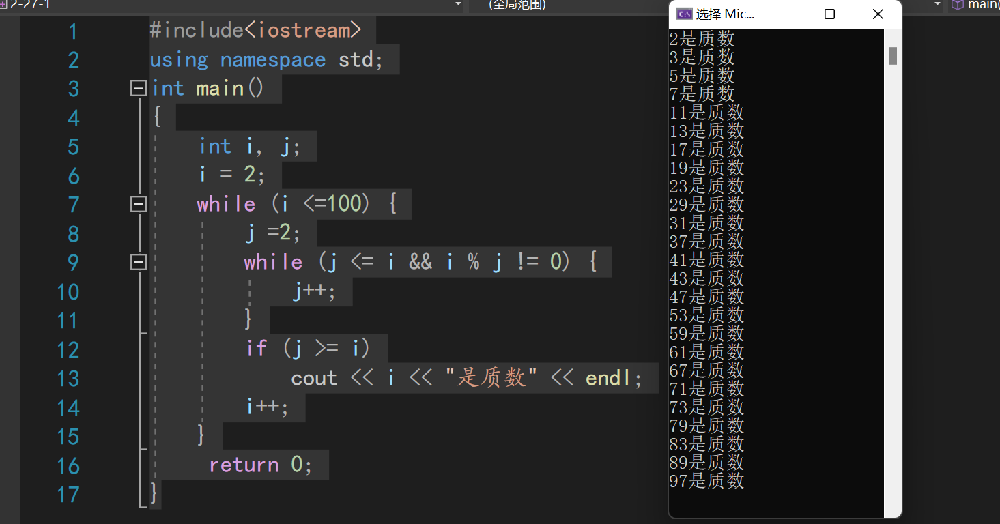 2-27-1
(全局范围)
main(
1 #include<iostream>
2 using namespace std;
3 int main()
4 {
5 int i, j;
6 i = 2;
7 while (i <=100) {
8 j =2;
9 while (j <= i && i % j != 0) {
10 j++;
11 }
12 if (j >= i)
13 cout << i << "是质数" << endl;
14 i++;
15 }
16 return 0;
17 }
选择 Mic...
2是质数
3是质数
5是质数
7是质数
11是质数
13是质数
17是质数
19是质数
23是质数
29是质数
31是质数
37是质数
41是质数
43是质数
47是质数
53是质数
59是质数
61是质数
67是质数
71是质数
73是质数
79是质数
83是质数
89是质数
97是质数